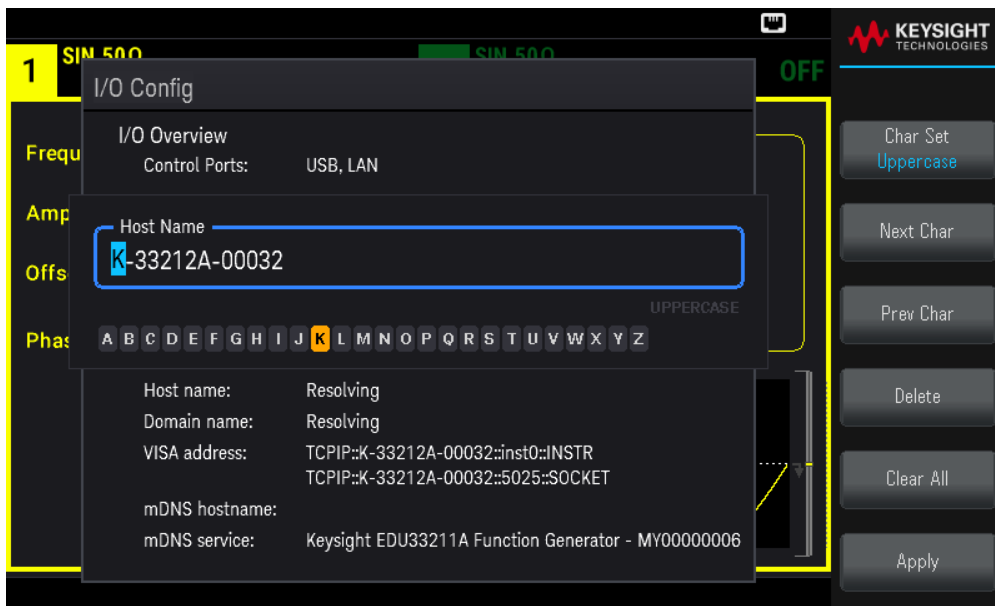 KEYSIGHT
TECHNOLOGIES
1 SIN 50Ω
SIN 50Ω
OFF
I/O Config
I/O Overview
Control Ports: USB, LAN
Host Name
K-33212A-00032
UPPERCASE
A B C D E F G H I J K L M N O P Q R S T U V W X Y Z
Host name: Resolving
Domain name: Resolving
VISA address: TCPIP::K-33212A-00032::inst0::INSTR
TCPIP::K-33212A-00032::5025::SOCKET
mDNS hostname:
mDNS service: Keysight EDU33211A Function Generator - MY00000006
Frequ
Amp
Offs
Phas
Char Set
Uppercase
Next Char
Prev Char
Delete
Clear All
Apply